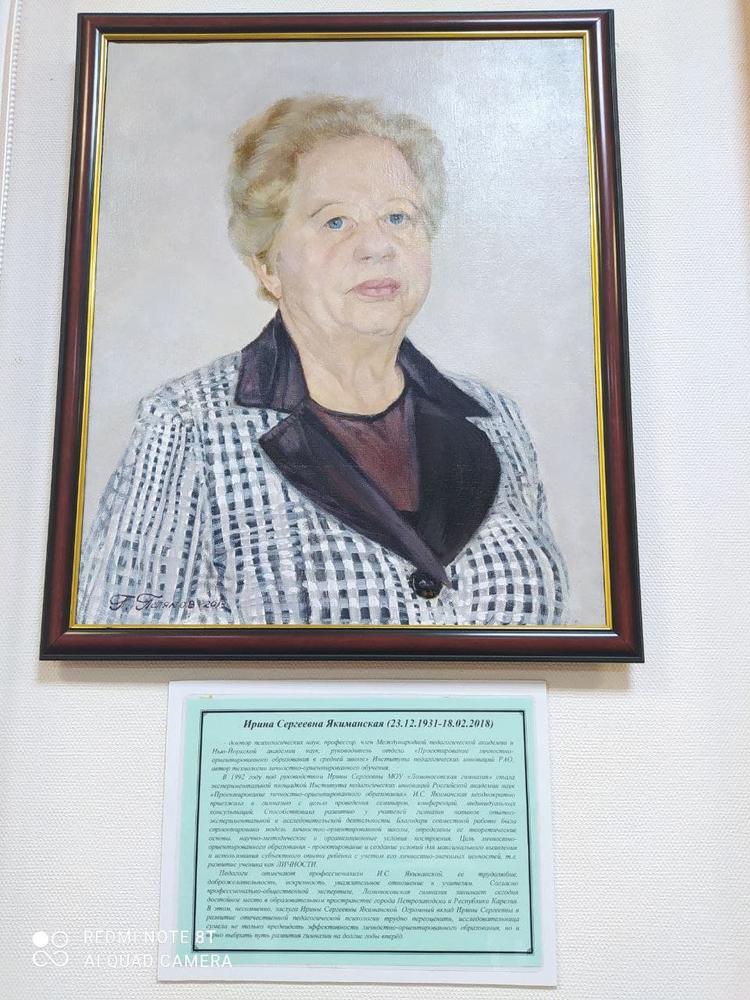 Г. Поляков 201
Ирина Сергеевна Якиманская (23.12.1931-18.02.2018)
- доктор психологических наук, профессор, член Международной педагогической академии и
Нью-Йоркской академии наук, руководитель отдела «Проектирование личностно-
ориентированного образования в средней школе» Института педагогических инноваций РАО,
автор технологии личностно-ориентированного обучения.
В 1992 году под руководством Ирины Сергеевны МОУ «Ломоносовская гимназия» стала
экспериментальной площадкой Института педагогических инноваций Российской академии наук
«Проектирование личностно-ориентированного образования». И.С. Якиманская неоднократно
приезжала в гимназию с целью проведения семинаров, конференций, индивидуальных
консультаций. Способствовала развитию у учителей гимназии навыков опытно-
экспериментальной и исследовательской деятельности. Благодаря совместной работе была
спроектирована модель личностно-ориентированной школы, определены ее теоретические
основы, научно-методические и организационные условия построения. Цель личностно-
ориентированного образования - проектирование и создание условий для максимального выявления
и использования субъектного опыта ребёнка с учетом его личностно-значимых ценностей, т.е.
развитие ученика как ЛИЧНОСТИ.
Педагоги отмечают профессионализм И.С. Якиманской, ее трудолюбие,
доброжелательность, искренность, уважительное отношение к учителям. Согласно
профессионально-общественной экспертизе, Ломоносовская гимназия занимает сегодня
достойное место в образовательном пространстве города Петрозаводска и Республики Карелия.
В этом, несомненно, заслуга Ирины Сергеевны Якиманской. Огромный вклад Ирины Сергеевны в
развитие отечественной педагогической психологии трудно переоценить, исследовательница
сумела не только предвидеть эффективность личностно-ориентированного образования, но и
верно выбрать путь развития гимназии на долгие годы вперёд.
REDMI NOTE 8T
AI QUAD CAMERA